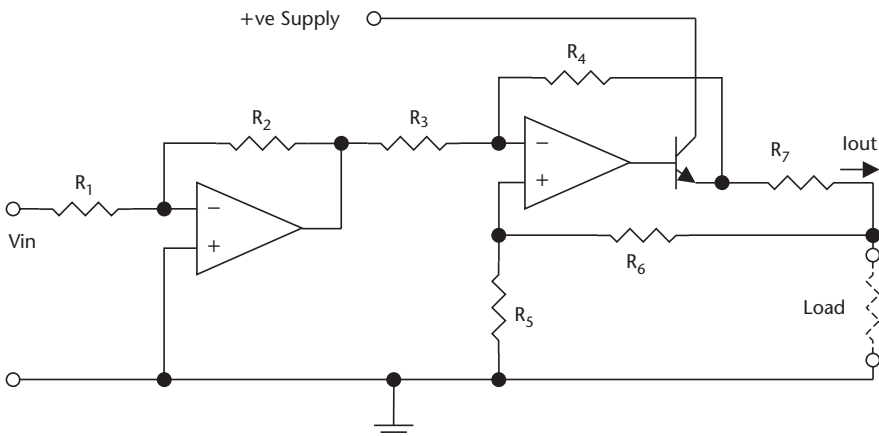 +ve Supply
R4
R2
R3
−
+
Iout
R7
R1
−
+
Vin
R6
R5
Load